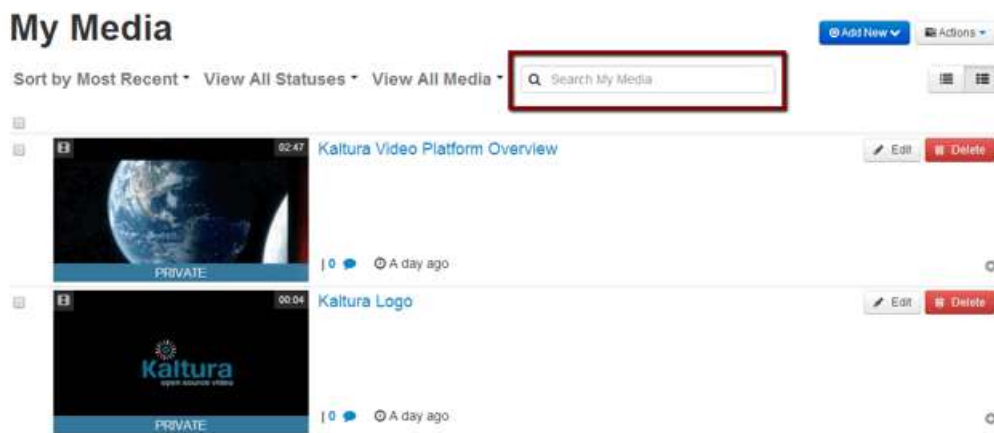 My Media
Add New Actions
Sort by Most Recent View All Statuses View All Media Search My Media
02:47 Kaltura Video Platform Overview Edit Delete
PRIVATE
| 0 A day ago
00:04 Kaltura Logo Edit Delete
Kaltura
open source video
PRIVATE
| 0 A day ago